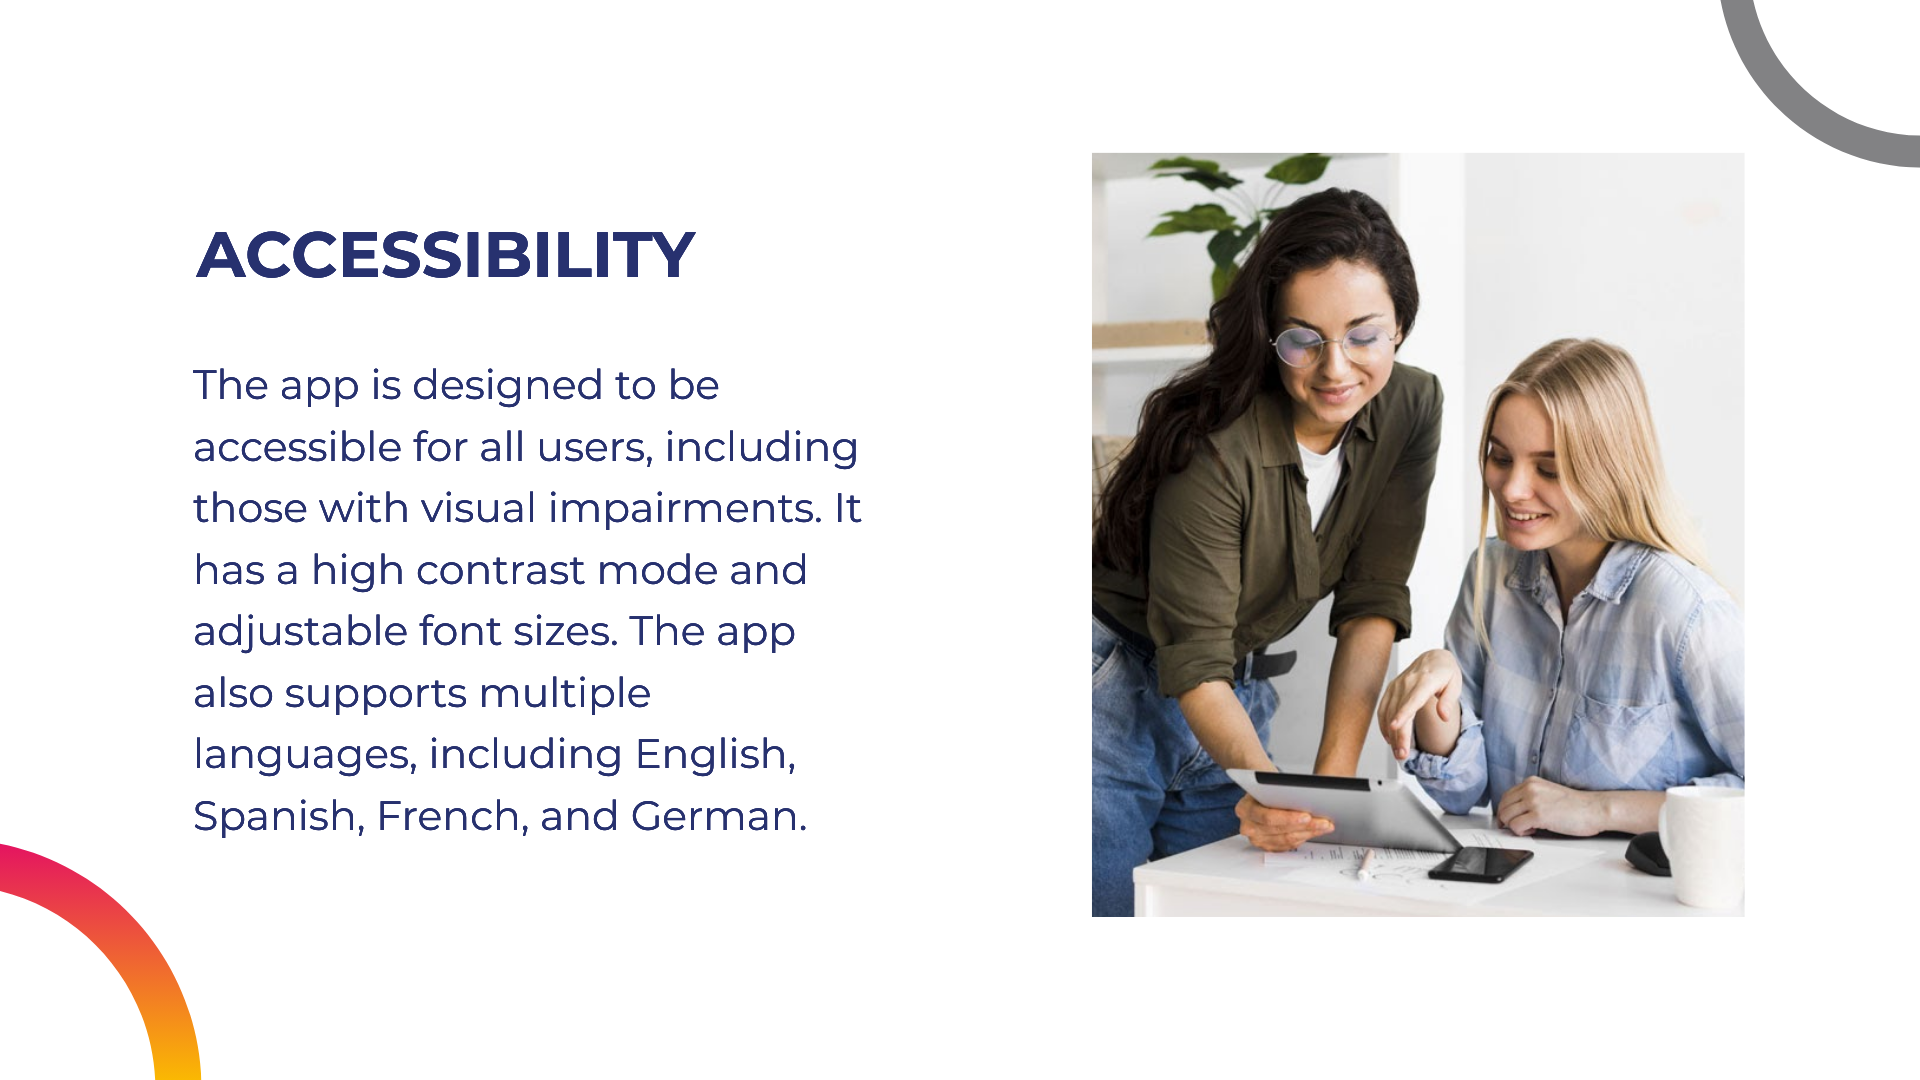 ACCESSIBILITY
The app is designed to be
accessible for all users, including
those with visual impairments. It
has a high contrast mode and
adjustable font sizes. The app
also supports multiple
languages, including English,
Spanish, French, and German.